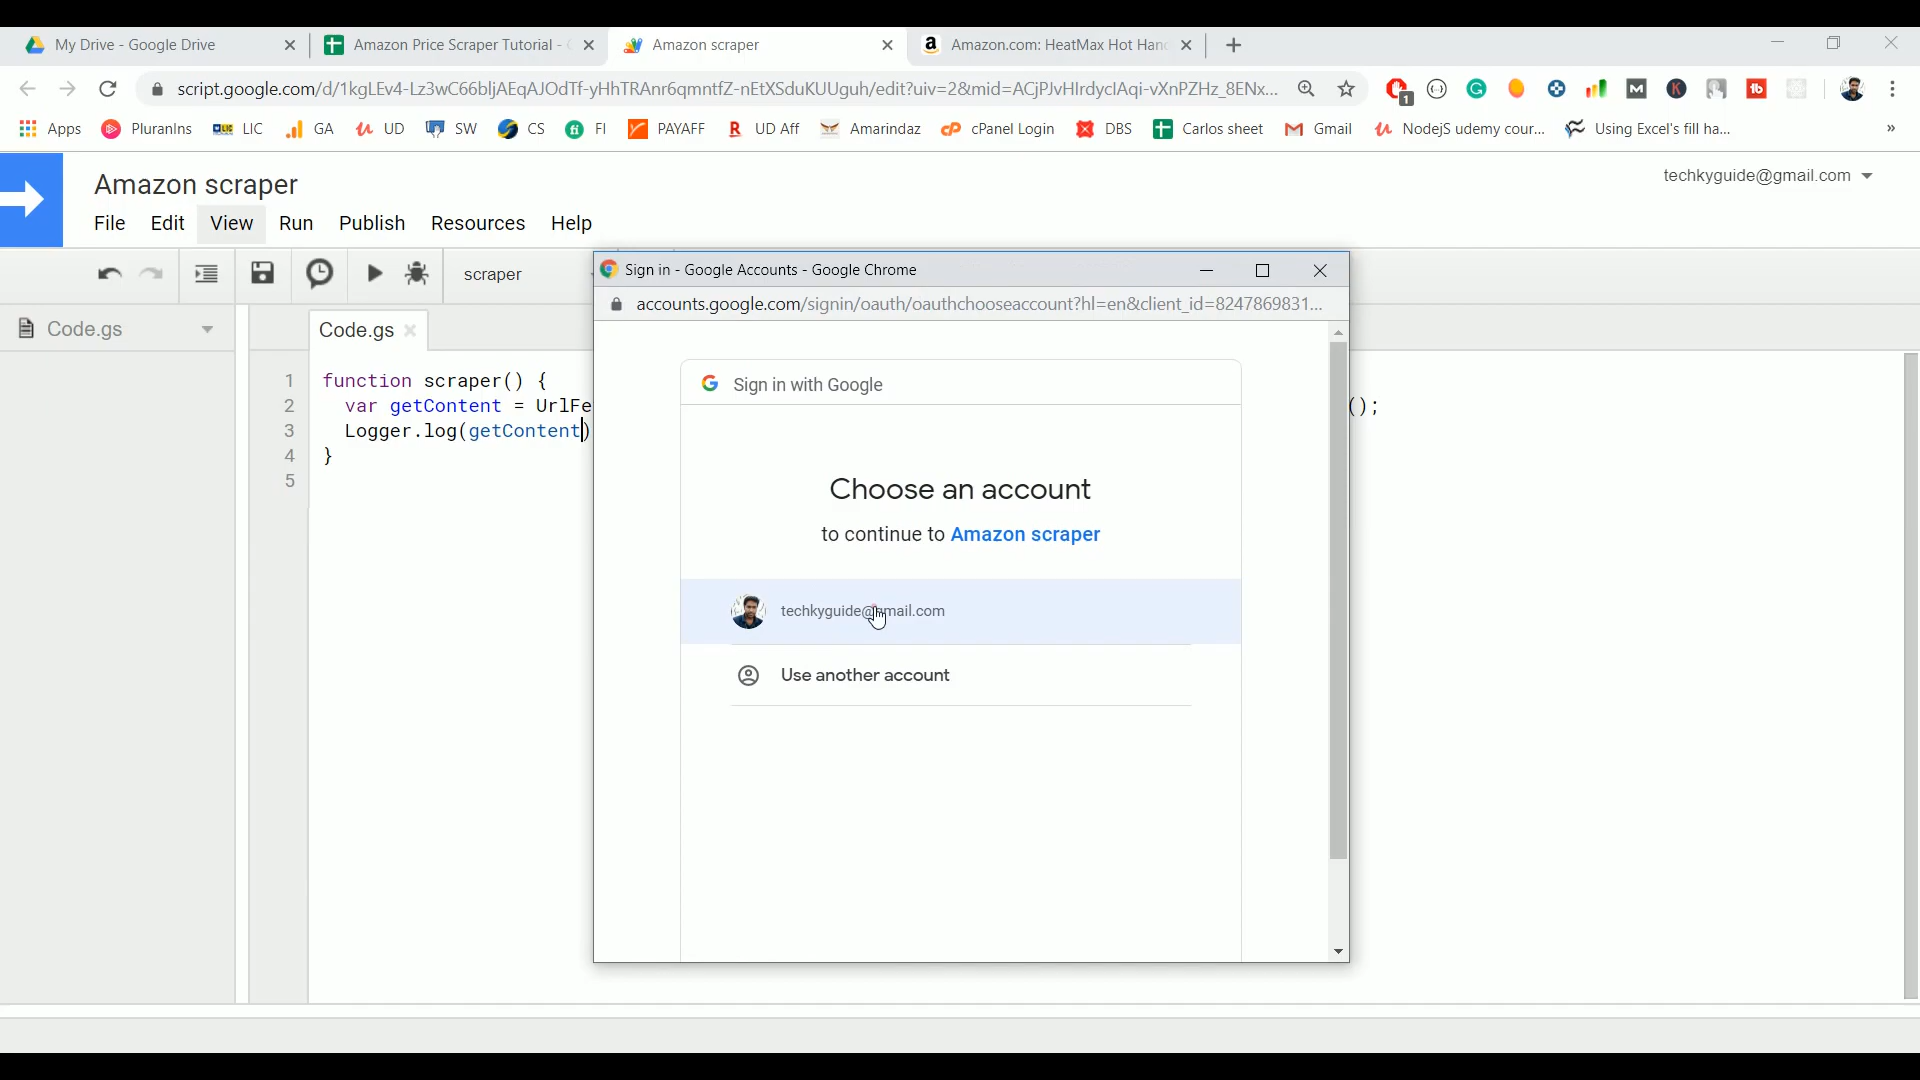 My Drive - Google Drive
Amazon Price Scraper Tutorial -
Amazon scraper
Amazon.com: HeatMax Hot Hand
script.google.com/d/1kgLEv4-Lz3wC66bljAEqAJOdTf-yHhTRAnr6qmntfZ-nEtXSduKUUguh/edit?uiv=2&mid=ACjPJvHIrdyclAqi-vXnPZHz_8ENx...
1
Apps
PluranIns
LIC
GA
UD
SW
CS
FI
PAYAFF
UD Aff
Amarindaz
cPanel Login
DBS
Carlos sheet
Gmail
NodejS udemy cour...
Using Excel's fill ha...
»
Amazon scraper
techkyguide@gmail.com
File Edit View Run Publish Resources Help
scraper
Sign in - Google Accounts - Google Chrome
accounts.google.com/signin/oauth/oauthchooseaccount?hl=en&client_id=8247869831...
Code.gs
Code.gs
1 function scraper() {
2 var getContent = UrlFe
();
3 Logger.log(getContent)
4 }
5
Sign in with Google
Choose an account
to continue to Amazon scraper
techkyguide@gmail.com
Use another account